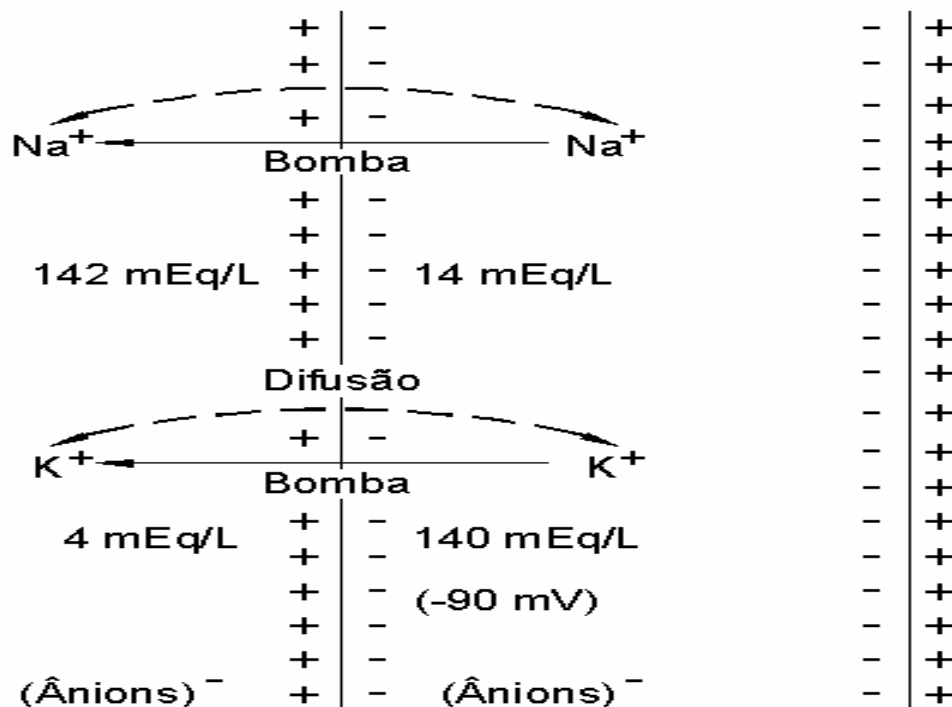 Na+ Na+
Bomba
142 mEq/L 14 mEq/L
Difusão
K+ K+
Bomba
4 mEq/L 140 mEq/L
(-90 mV)
(Ânions)- (Ânions)-